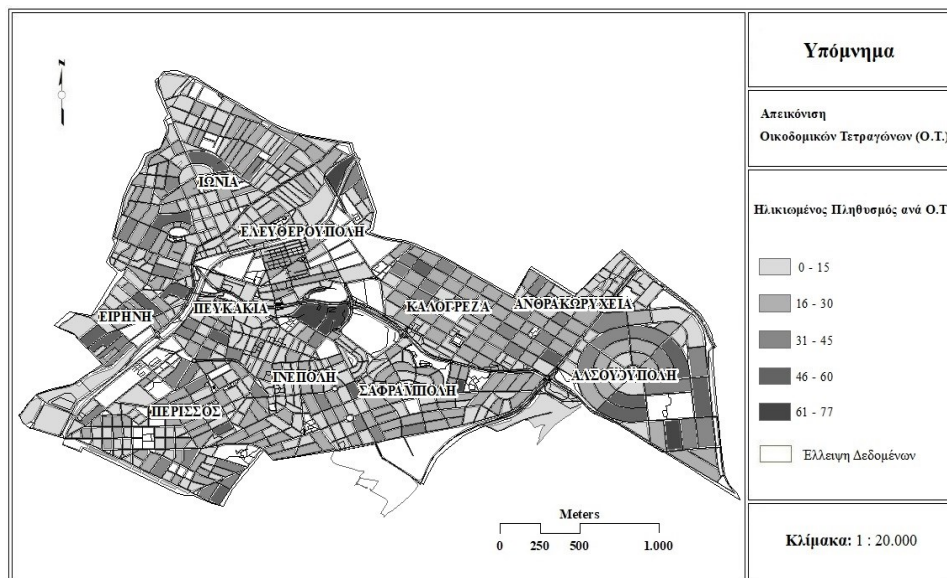 Υπόμνημα
Απεικόνιση
Οικοδομικών Τετραγώνων (Ο.Τ.)
Ηλικιωμένος Πληθυσμός ανά Ο.Τ
0 - 15
16 - 30
31 - 45
46 - 60
61 - 77
Έλλειψη Δεδομένων
Κλίμακα: 1 : 20.000
N
ΙΩΝΙΑ
ΕΛΕΥΘΕΡΟΥΠΟΛΗ
ΚΑΛΟΓΡΕΖΑ
ΑΝΘΡΑΚΩΡΥΧΕΙΑ
ΕΙΡΗΝΗ
ΠΕΥΚΑΚΙΑ
ΙΝΕΠΟΛΗ
ΣΑΦΡΑΜΠΟΛΗ
ΑΛΣΟΥΠΟΛΗ
ΠΕΡΙΣΣΟΣ
Meters
0 250 500 1.000